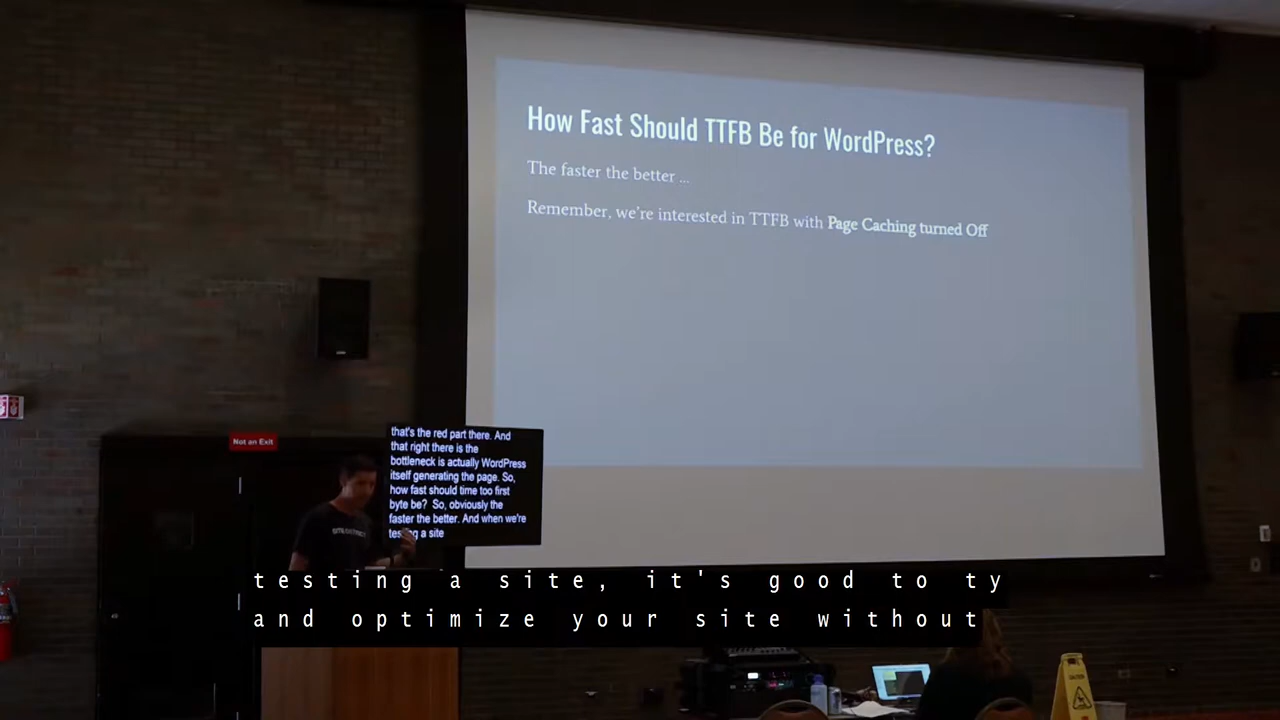 How Fast Should TTFB Be for WordPress?
The faster the better ...
Remember, we're interested in TTFB with Page Caching turned Off
Not an Exit
that's the red part there. And
that right there is the
bottleneck is actually WordPress
itself generating the page. So,
how fast should time too first
byte be? So, obviously the
faster the better. And when we're
testing a site
testing a site, it's good to ty
and optimize your site without
CAUTION